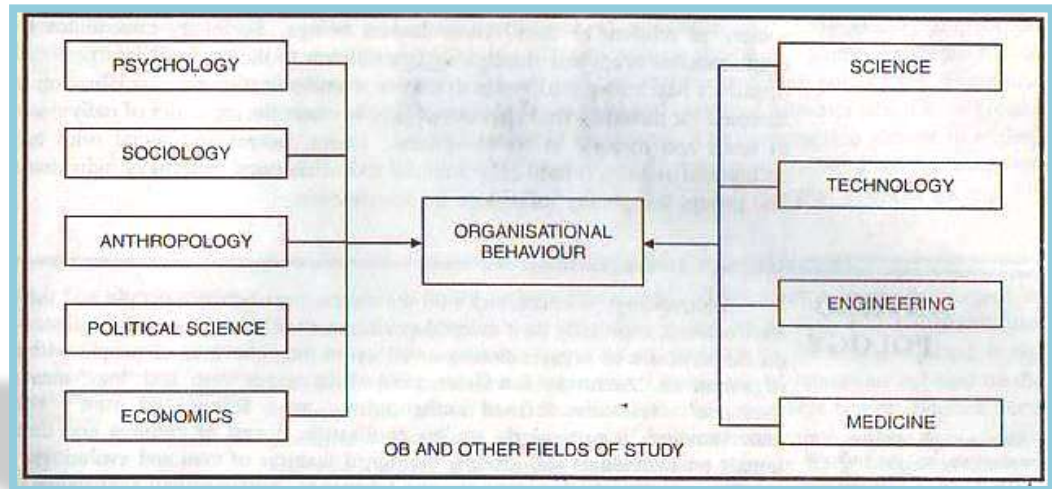 PSYCHOLOGY
SOCIOLOGY
ANTHROPOLOGY
POLITICAL SCIENCE
ECONOMICS
ORGANISATIONAL
BEHAVIOUR
SCIENCE
TECHNOLOGY
ENGINEERING
MEDICINE
OB AND OTHER FIELDS OF STUDY